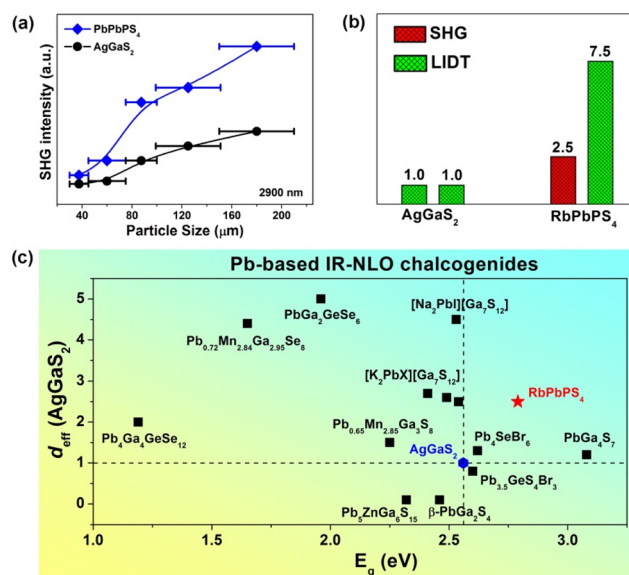 (a)
PbPbPS₄
AgGaS₂
SHG intensity (a.u.)
2900 nm
40 80 120 160 200
Particle Size (μm)
(b)
SHG
LIDT
1.0 1.0
2.5
7.5
AgGaS₂
RbPbPS₄
(c)
Pb-based IR-NLO chalcogenides
d_eff (AgGaS₂)
5
4
3
2
1
0
PbGa₂GeSe₆
[Na₂PbI][Ga₇S₁₂]
Pb₀.₇₂Mn₂.₈₄Ga₂.₉₅Se₈
[K₂PbX][Ga₇S₁₂]
RbPbPS₄
Pb₄Ga₄GeSe₁₂
Pb₀.₆₅Mn₂.₈₅Ga₃S₈
AgGaS₂
Pb₄SeBr₆
PbGa₄S₇
Pb₃.₅GeS₄Br₃
Pb₅ZnGa₆S₁₅
β-PbGa₂S₄
1.0 1.5 2.0 2.5 3.0
E_g (eV)